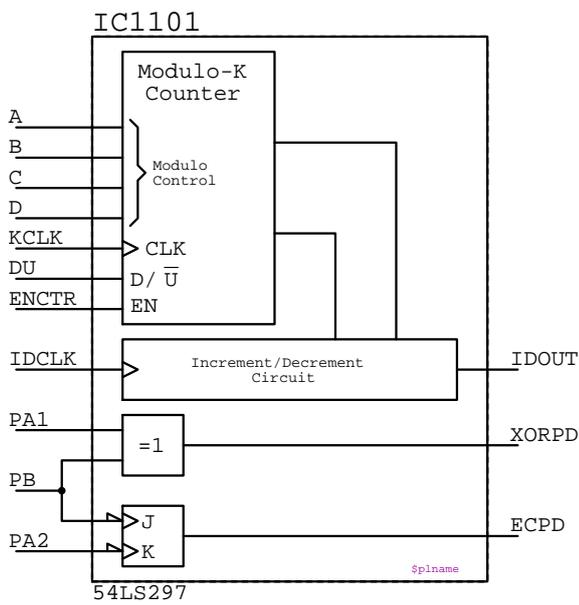 IC1101
Modulo-K
Counter
A
B
Modulo
C
Control
D
KCLK
CLK
DU
D/ U̅
ENCTR
EN
IDCLK
Increment/Decrement
Circuit
IDOUT
PA1
=1
XORPD
PB
J
ECPD
PA2
K
$plname
54LS297